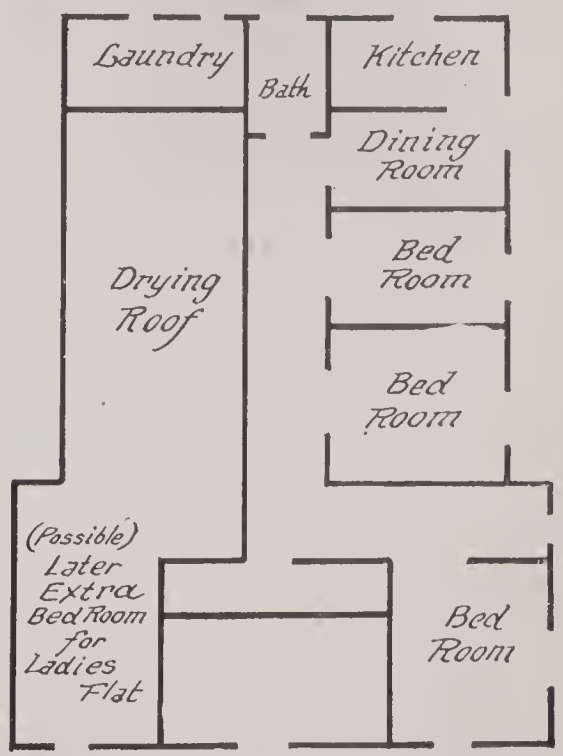 Laundry
Bath
Kitchen
Dining
Room
Bed
Room
Drying
Roof
Bed
Room
(Possible)
Later
Extra
Bed Room
for
Ladies
Flat
Bed
Room